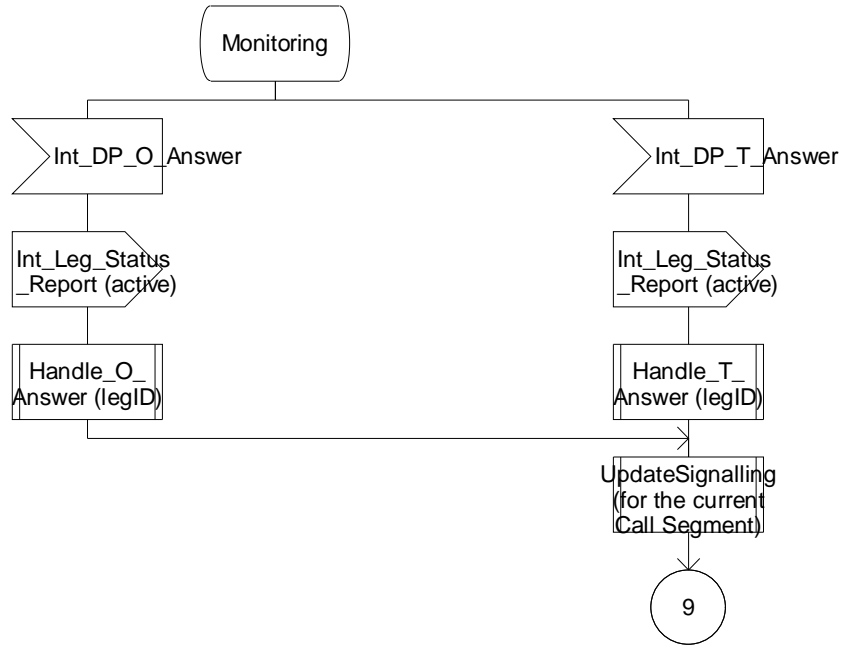 Monitoring
Int_DP_O_Answer
Int_DP_T_Answer
Int_Leg_Status
_Report (active)
Int_Leg_Status
_Report (active)
Handle_O_
Answer (legID)
Handle_T_
Answer (legID)
UpdateSignalling
(for the current
Call Segment)
9